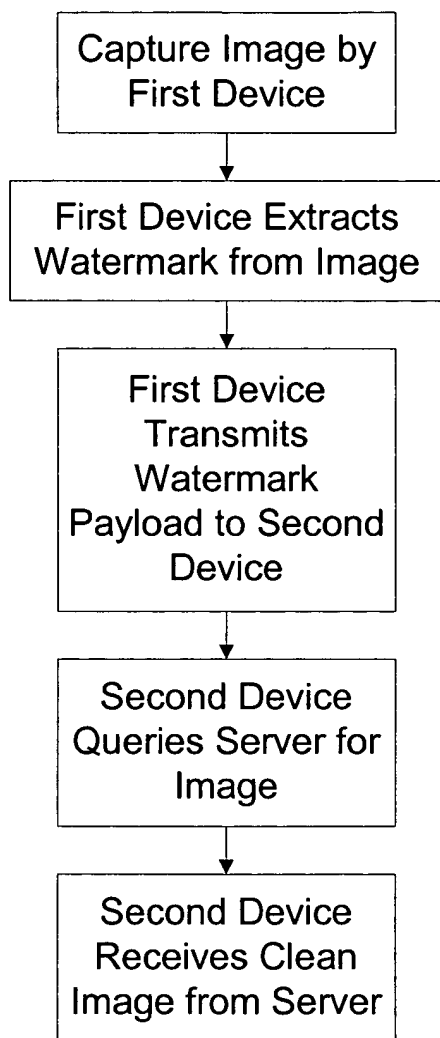 Capture Image by
First Device
First Device Extracts
Watermark from Image
First Device
Transmits
Watermark
Payload to Second
Device
Second Device
Queries Server for
Image
Second Device
Receives Clean
Image from Server